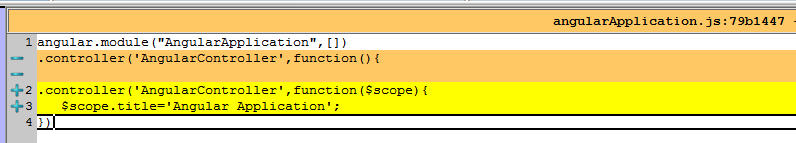 angularApplication.js:79b1447 -
1 angular.module("AngularApplication",[])
.controller('AngularController',function(){
2 .controller('AngularController',function($scope){
3 $scope.title='Angular Application';
4 })